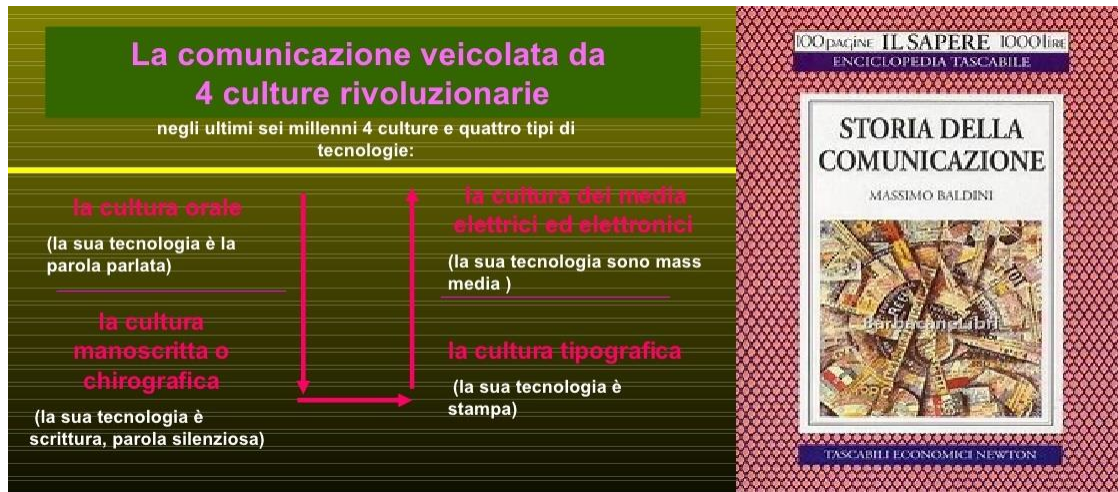 La comunicazione veicolata da
4 culture rivoluzionarie
negli ultimi sei millenni 4 culture e quattro tipi di
tecnologie:
la cultura orale
(la sua tecnologia è la
parola parlata)
la cultura
manoscritta o
chirografica
(la sua tecnologia è
scrittura, parola silenziosa)
la cultura dei media
elettrici ed elettronici
(la sua tecnologia sono mass
media )
la cultura tipografica
(la sua tecnologia è
stampa)
100 pagine IL SAPERE 1000 lire
ENCICLOPEDIA TASCABILE
STORIA DELLA
COMUNICAZIONE
MASSIMO BALDINI
BarbacaneLibri
TASCABILI ECONOMICI NEWTON